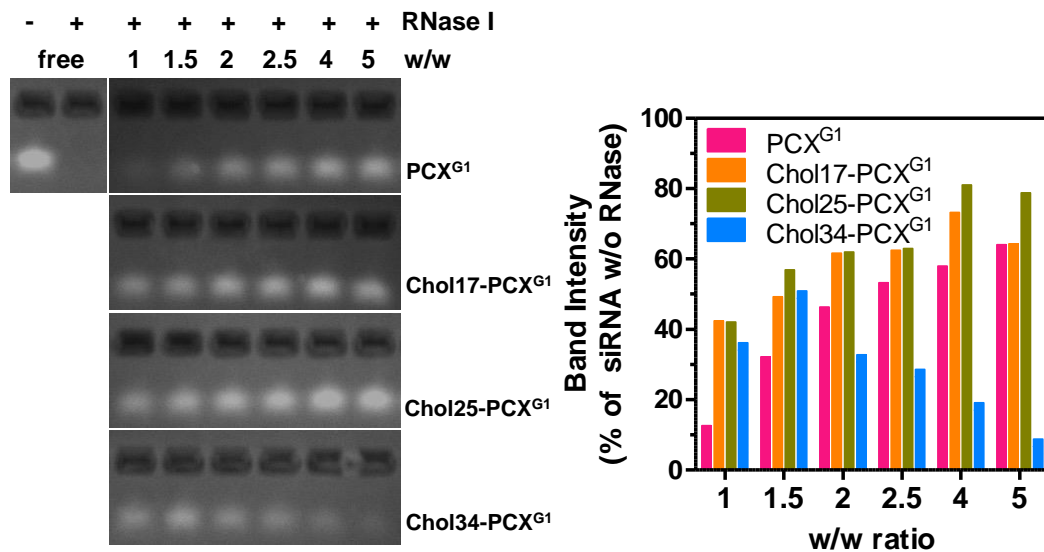 - + + + + + + + RNase I
free 1 1.5 2 2.5 4 5 w/w
PCX^G1
Chol17-PCX^G1
Chol25-PCX^G1
Chol34-PCX^G1
Band Intensity
(% of siRNA w/o RNase)
100
80
60
40
20
0
PCX^G1
Chol17-PCX^G1
Chol25-PCX^G1
Chol34-PCX^G1
1 1.5 2 2.5 4 5
w/w ratio